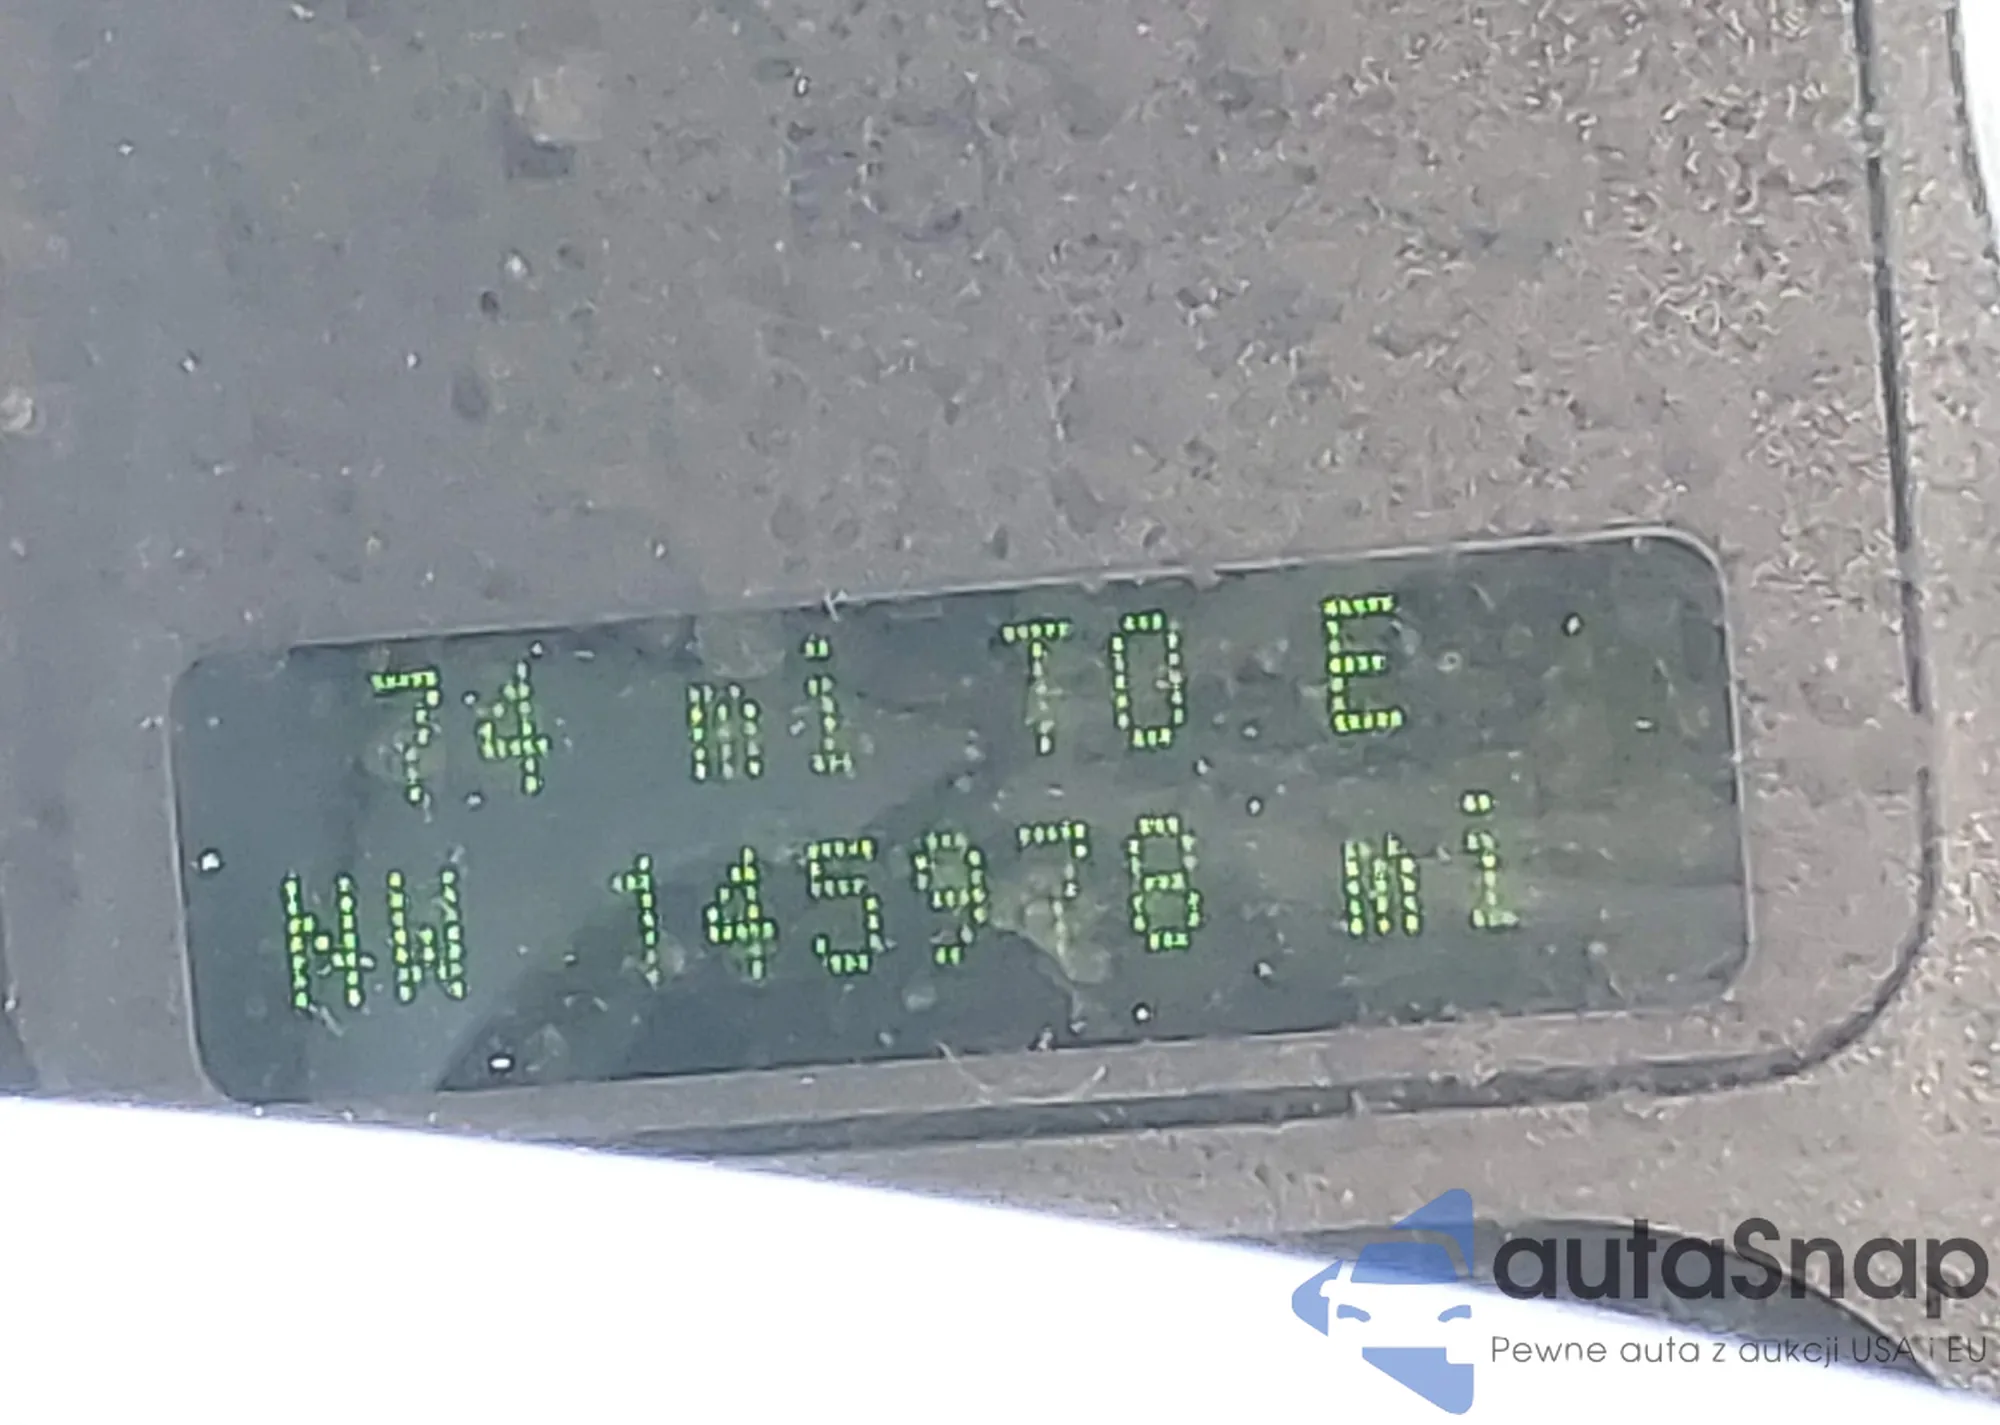 74 mi TO E
NW 145978 mi
autaSnap
Pewne auta z aukcji USA i EU